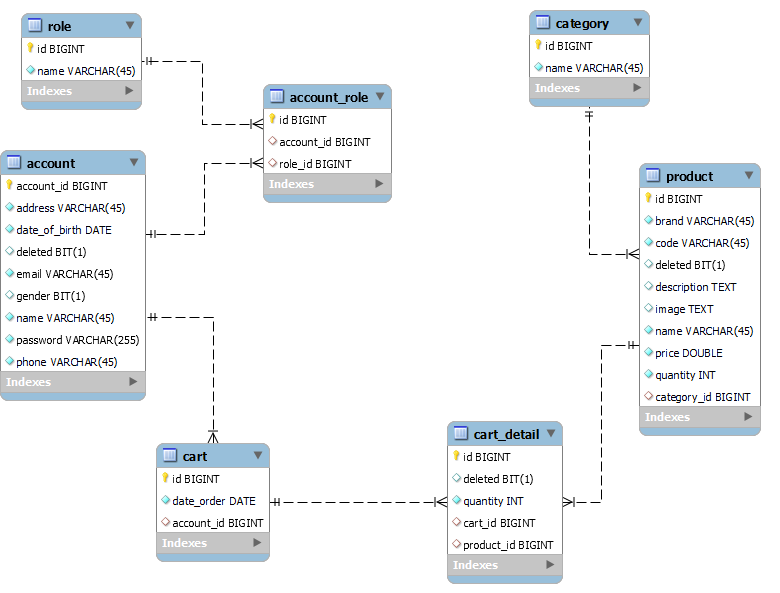 role
id BIGINT
name VARCHAR(45)
Indexes
category
id BIGINT
name VARCHAR(45)
Indexes
account_role
id BIGINT
account_id BIGINT
role_id BIGINT
Indexes
account
account_id BIGINT
address VARCHAR(45)
date_of_birth DATE
deleted BIT(1)
email VARCHAR(45)
gender BIT(1)
name VARCHAR(45)
password VARCHAR(255)
phone VARCHAR(45)
Indexes
product
id BIGINT
brand VARCHAR(45)
code VARCHAR(45)
deleted BIT(1)
description TEXT
image TEXT
name VARCHAR(45)
price DOUBLE
quantity INT
category_id BIGINT
Indexes
cart
id BIGINT
date_order DATE
account_id BIGINT
Indexes
cart_detail
id BIGINT
deleted BIT(1)
quantity INT
cart_id BIGINT
product_id BIGINT
Indexes